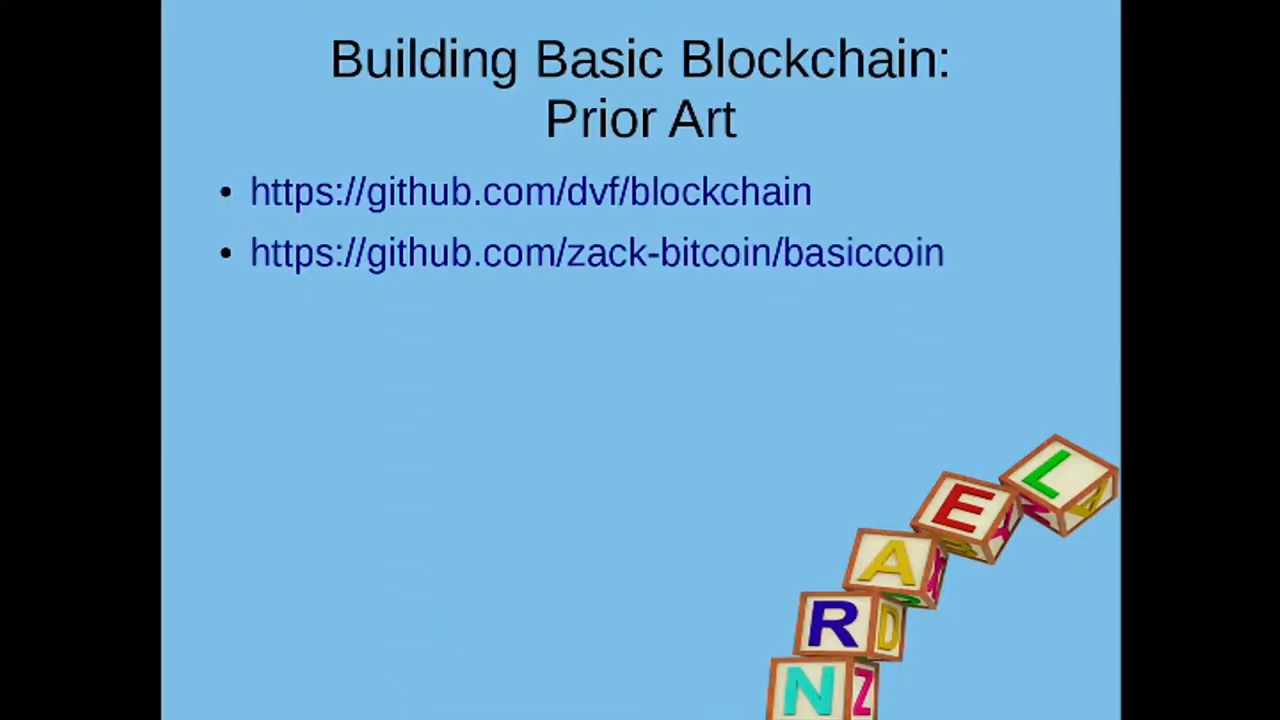 Building Basic Blockchain:
Prior Art
• https://github.com/dvf/blockchain
• https://github.com/zack-bitcoin/basiccoin
L
E
A
R D
N Z